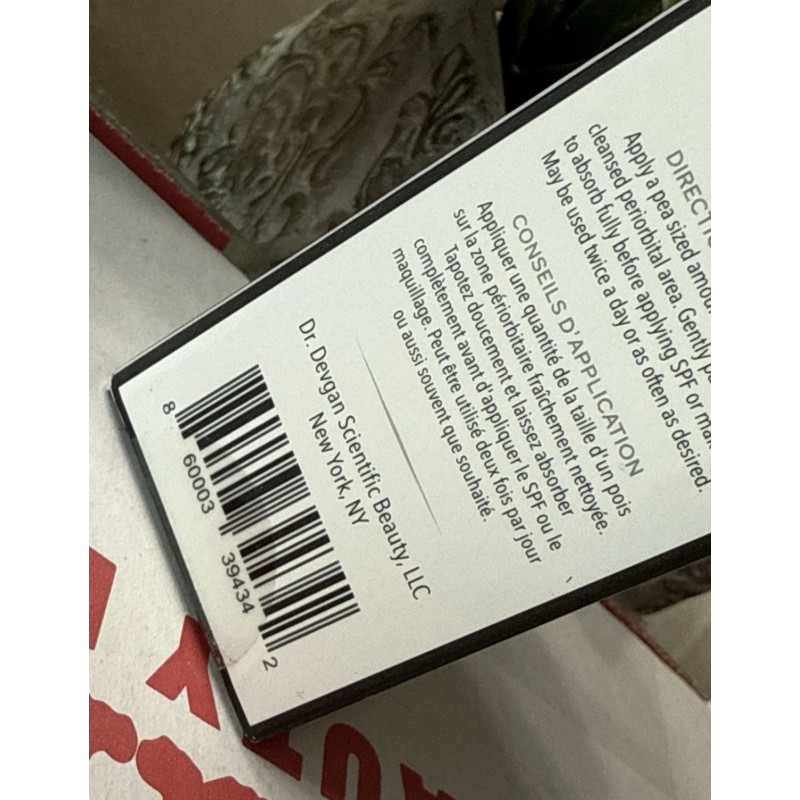 DIRECTIO
Apply a pea sized amou
cleansed periorbital area. Gently p
to absorb fully before applying SPF or ma
May be used twice a day or as often as desired.
CONSEILS D'APPLICATION
Appliquer une quantité de la taille d'un pois
sur la zone périorbitaire fraîchement nettoyée.
Tapotez doucement et laissez absorber
complètement avant d'appliquer le SPF ou le
maquillage. Peut être utilisé deux fois par jour
ou aussi souvent que souhaité.
Dr. Devgan Scientific Beauty, LLC
New York, NY
8 60003 39434 2